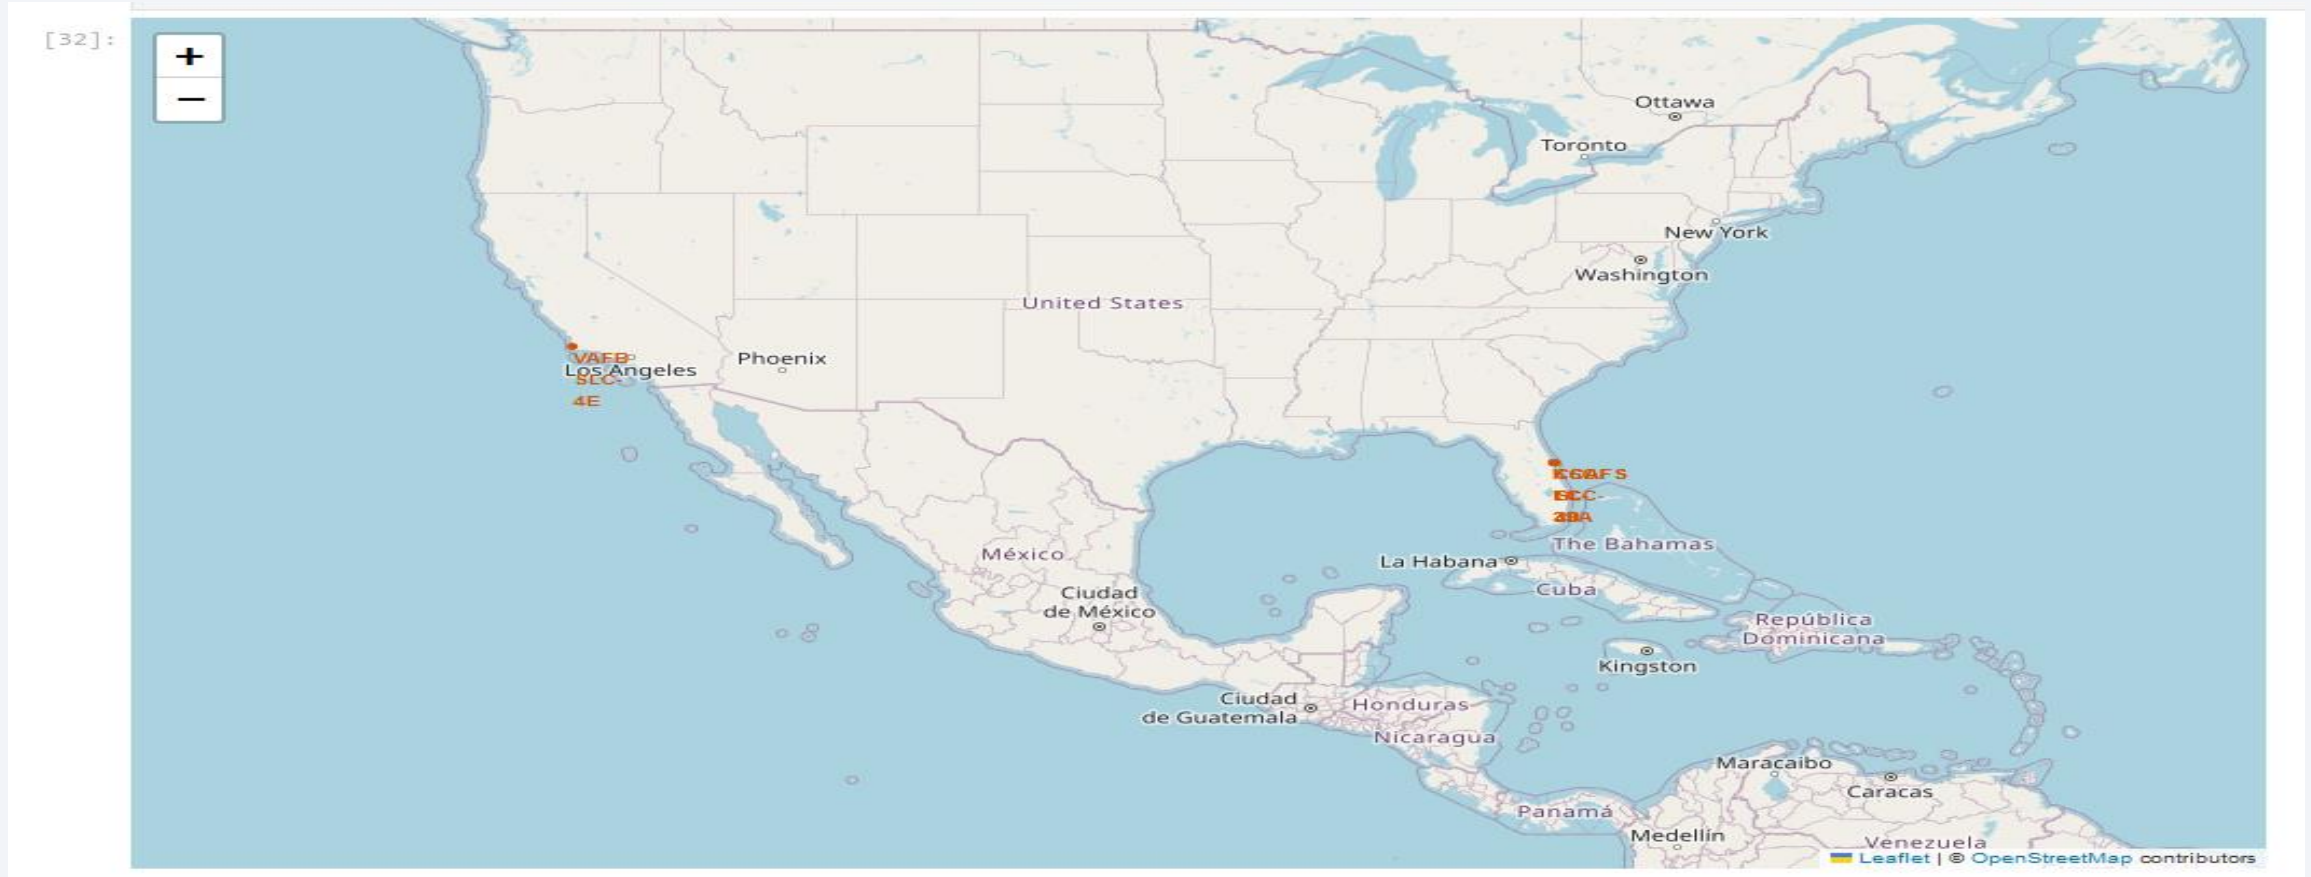 [32]:
+
−
Ottawa
Toronto
New York
Washington
United States
VAFB
Los Angeles
SLC-
4E
Phoenix
México
Ciudad
de México
La Habana
The Bahamas
Cuba
República
Dominicana
Kingston
Ciudad
de Guatemala
Honduras
Nicaragua
Maracaibo
Caracas
Panamá
Medellín
Venezuela
Leaflet | © OpenStreetMap contributors